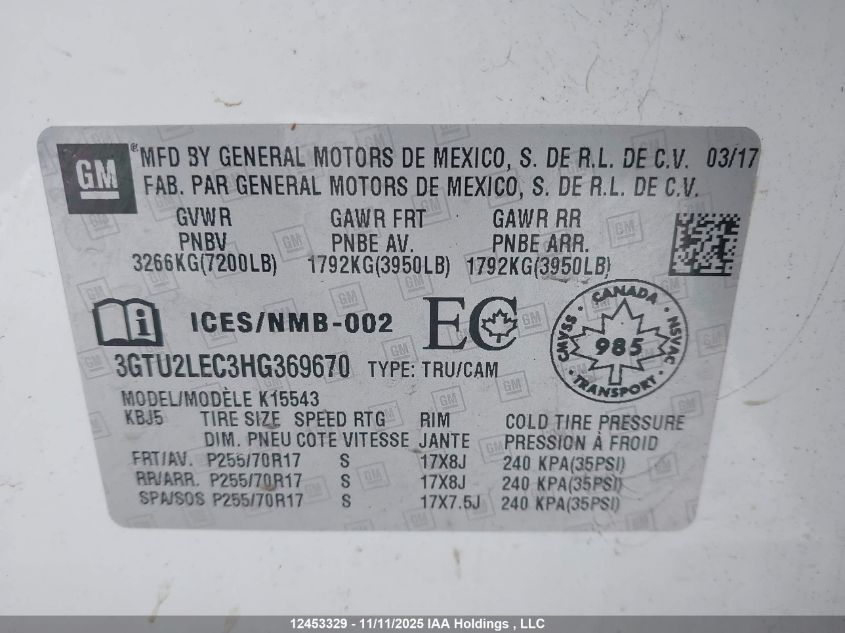 GM ® MFD BY GENERAL MOTORS DE MEXICO, S. DE R.L. DE C.V. 03/17
FAB. PAR GENERAL MOTORS DE MEXICO, S. DE R.L. DE C.V.
GVWR GAWR FRT GAWR RR
PNBV PNBE AV. PNBE ARR.
3266KG(7200LB) 1792KG(3950LB) 1792KG(3950LB)
i ICES/NMB-002 EC
CANADA
CMVSS 985 NSVAC
TRANSPORT
3GTU2LEC3HG369670 TYPE: TRU/CAM
MODEL/MODÈLE K15543
KBJ5 TIRE SIZE SPEED RTG RIM COLD TIRE PRESSURE
DIM. PNEU COTE VITESSE JANTE PRESSION À FROID
FRT/AV. P255/70R17 S 17X8J 240 KPA(35PSI)
RR/ARR. P255/70R17 S 17X8J 240 KPA(35PSI)
SPA/SOS P255/70R17 S 17X7.5J 240 KPA(35PSI)
12453329 - 11/11/2025 IAA Holdings , LLC